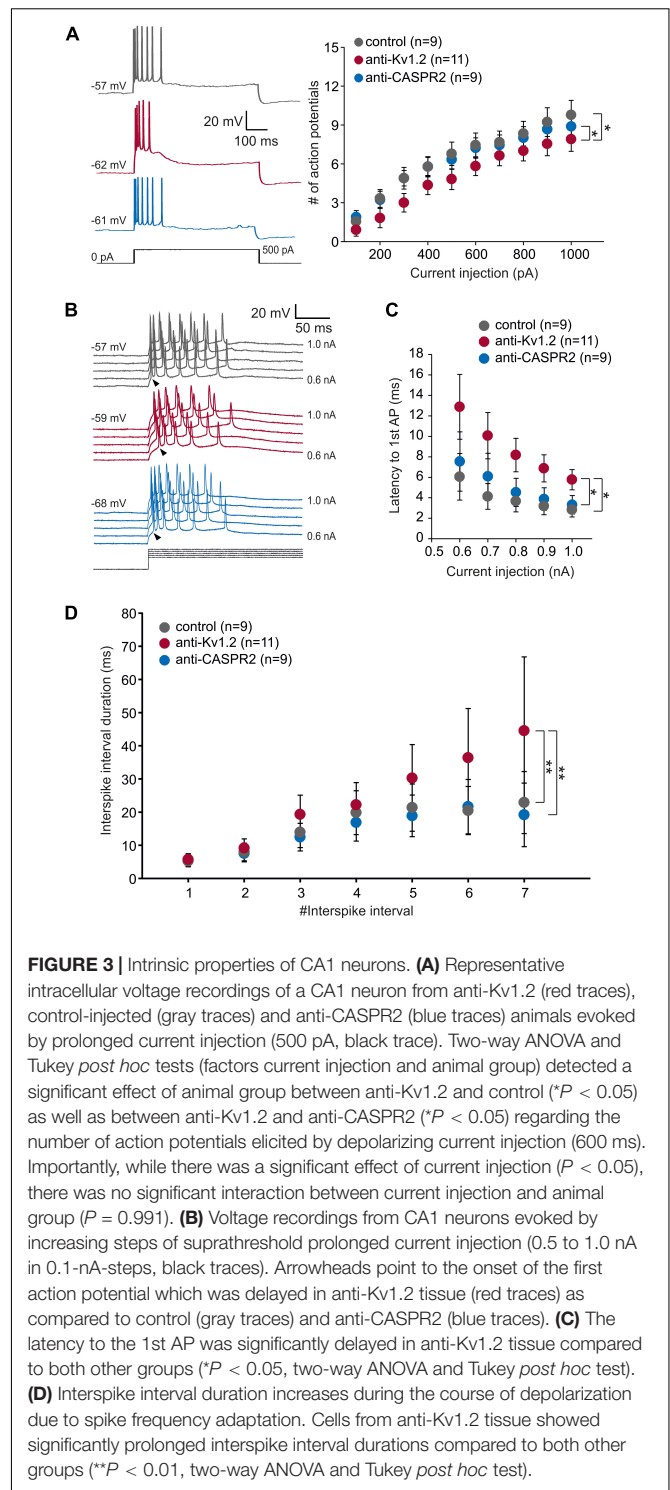 A
-57 mV
-62 mV
20 mV
100 ms
-61 mV
0 pA
500 pA
control (n=9)
anti-Kv1.2 (n=11)
anti-CASPR2 (n=9)
# of action potentials
15
12
9
6
3
0
200 400 600 800 1000
Current injection (pA)
*
*
B
20 mV
50 ms
-57 mV
1.0 nA
0.6 nA
-59 mV
1.0 nA
0.6 nA
-68 mV
1.0 nA
0.6 nA
C
control (n=9)
anti-Kv1.2 (n=11)
anti-CASPR2 (n=9)
Latency to 1st AP (ms)
18
16
14
12
10
8
6
4
2
0
0.5 0.6 0.7 0.8 0.9 1.0
Current injection (nA)
*
*
D
control (n=9)
anti-Kv1.2 (n=11)
anti-CASPR2 (n=9)
Interspike interval duration (ms)
80
70
60
50
40
30
20
10
0
1 2 3 4 5 6 7
#Interspike interval
**
**
FIGURE 3 | Intrinsic properties of CA1 neurons. (A) Representative
intracellular voltage recordings of a CA1 neuron from anti-Kv1.2 (red traces),
control-injected (gray traces) and anti-CASPR2 (blue traces) animals evoked
by prolonged current injection (500 pA, black trace). Two-way ANOVA and
Tukey post hoc tests (factors current injection and animal group) detected a
significant effect of animal group between anti-Kv1.2 and control (*P < 0.05)
as well as between anti-Kv1.2 and anti-CASPR2 (*P < 0.05) regarding the
number of action potentials elicited by depolarizing current injection (600 ms).
Importantly, while there was a significant effect of current injection (P < 0.05),
there was no significant interaction between current injection and animal
group (P = 0.991). (B) Voltage recordings from CA1 neurons evoked by
increasing steps of suprathreshold prolonged current injection (0.5 to 1.0 nA
in 0.1-nA-steps, black traces). Arrowheads point to the onset of the first
action potential which was delayed in anti-Kv1.2 tissue (red traces) as
compared to control (gray traces) and anti-CASPR2 (blue traces). (C) The
latency to the 1st AP was significantly delayed in anti-Kv1.2 tissue compared
to both other groups (*P < 0.05, two-way ANOVA and Tukey post hoc test).
(D) Interspike interval duration increases during the course of depolarization
due to spike frequency adaptation. Cells from anti-Kv1.2 tissue showed
significantly prolonged interspike interval durations compared to both other
groups (**P < 0.01, two-way ANOVA and Tukey post hoc test).